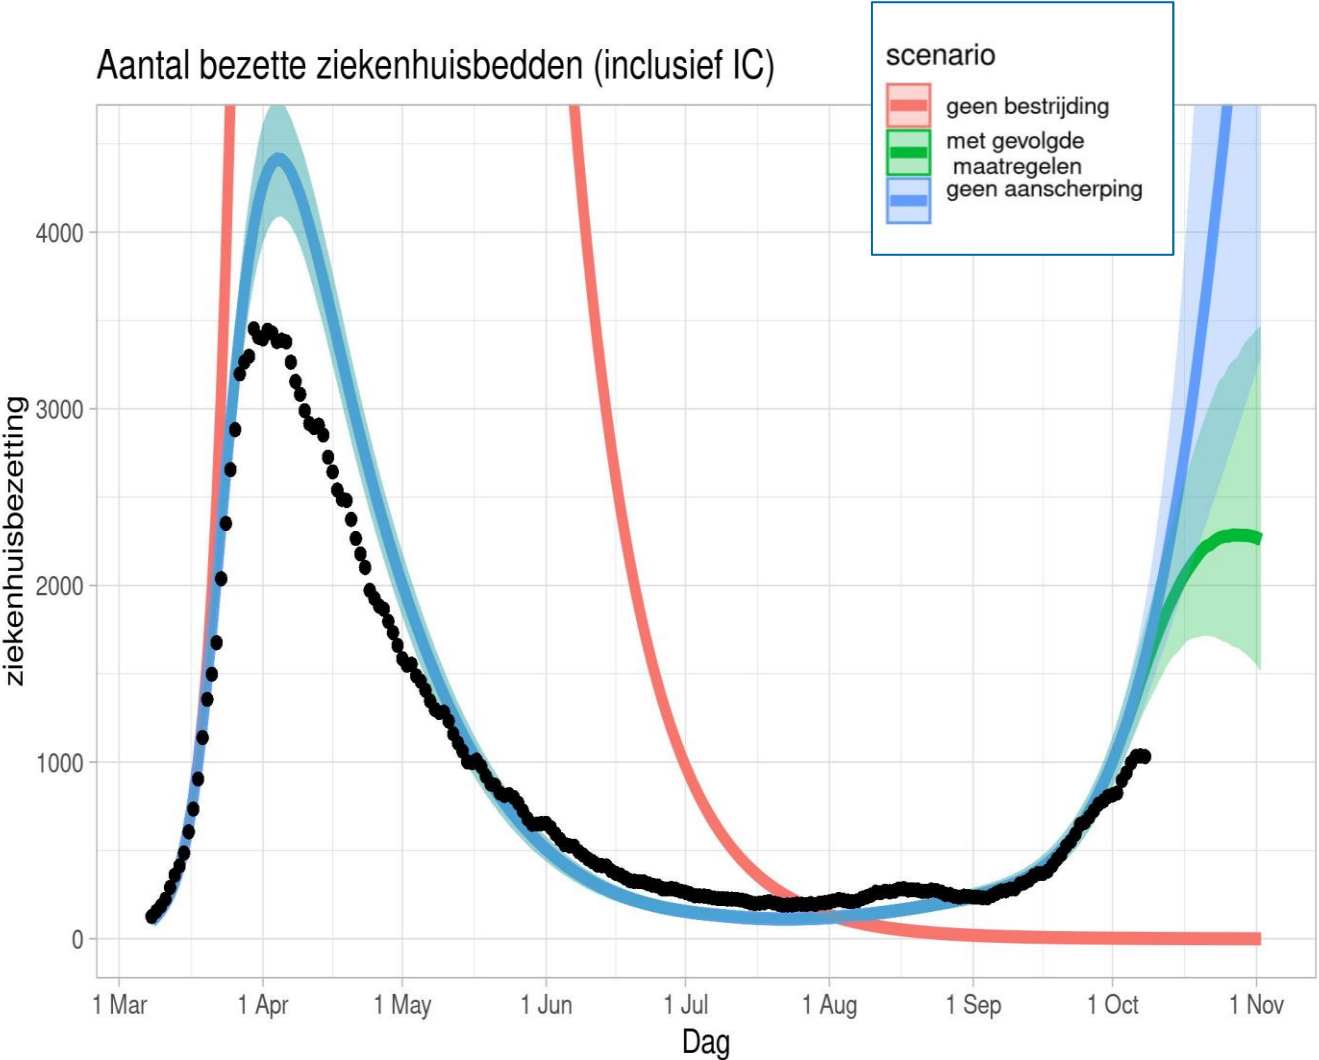 Aantal bezette ziekenhuisbedden (inclusief IC)
scenario
geen bestrijding
met gevolgde
maatregelen
geen aanscherping
ziekenhuisbezetting
4000
3000
2000
1000
0
1 Mar
1 Apr
1 May
1 Jun
1 Jul
1 Aug
1 Sep
1 Oct
1 Nov
Dag